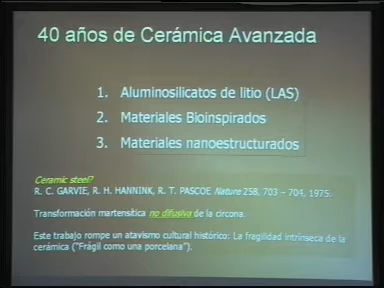 40 años de Cerámica Avanzada
1. Aluminosilicatos de litio (LAS)
2. Materiales Bioinspirados
3. Materiales nanoestructurados
Ceramic steel?
R. C. GARVIE, R. H. HANNINK, R. T. PASCOE Nature 258, 703 – 704, 1975.
Transformación martensítica no difusiva de la circona.
Este trabajo rompe un atavismo cultural histórico: La fragilidad intrínseca de la
cerámica ("Frágil como una porcelana").